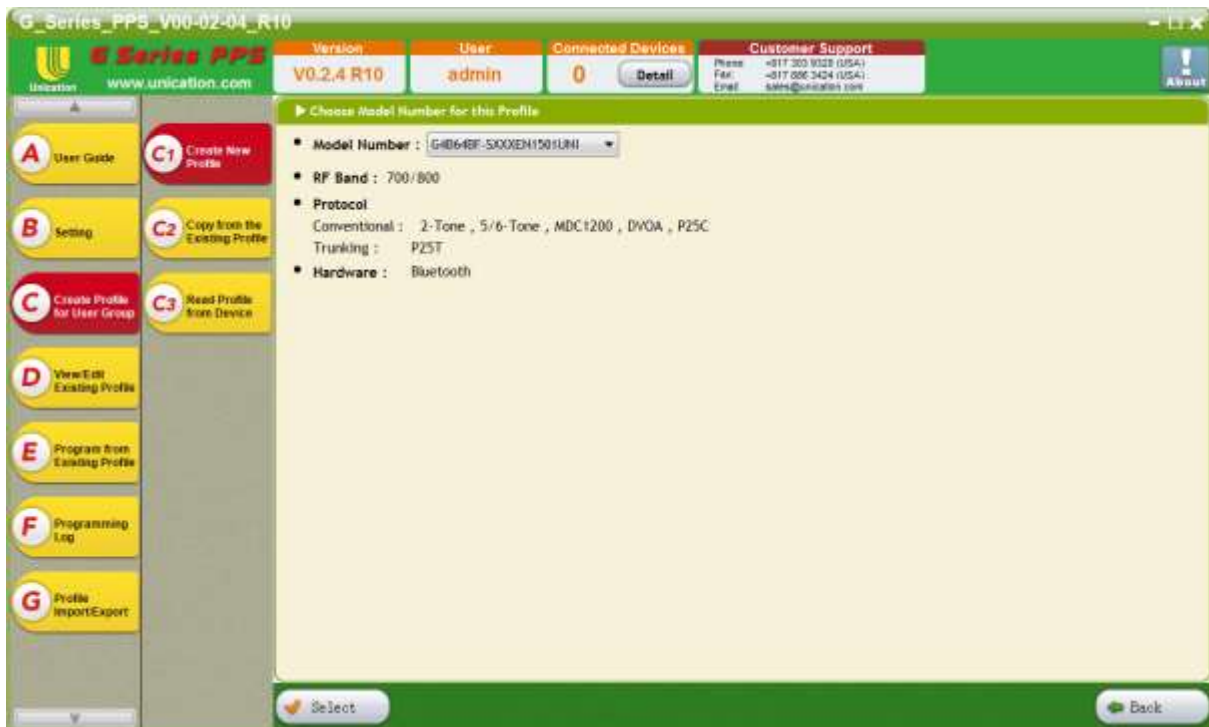 G_Series_PPS_V00-02-04_R10
Unication
G Series PPS
www.unication.com
Version
V0.2.4 R10
User
admin
Connected Devices
0
Detail
Customer Support
Phone
Fax:
Email
About
A
User Guide
B
Setting
C
Create Profile
for User Group
D
View/Edit
Existing Profile
E
Program from
Existing Profile
F
Programming
Log
G
Profile
Import/Export
C1
Create New
Profile
C2
Copy from the
Existing Profile
C3
Read Profile
from Device
Choose Model Number for this Profile
Model Number :
RF Band : 700/800
Protocol
Conventional : 2-Tone , 5/6-Tone , MDC1200 , DVOA , P25C
Trunking : P25T
Hardware : Bluetooth
Select
Back